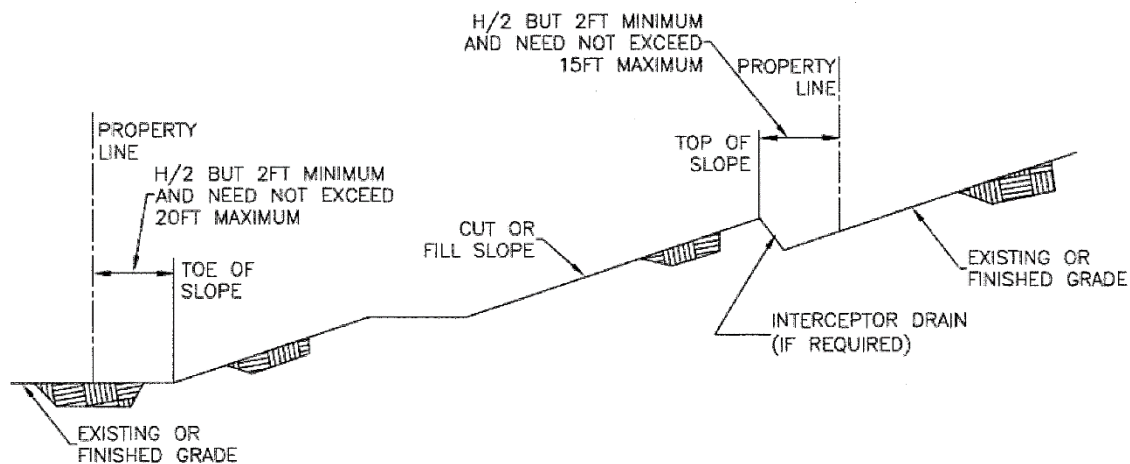 H/2 BUT 2FT MINIMUM
AND NEED NOT EXCEED
15FT MAXIMUM
PROPERTY
LINE
TOP OF
SLOPE
PROPERTY
LINE
H/2 BUT 2FT MINIMUM
AND NEED NOT EXCEED
20FT MAXIMUM
TOE OF
SLOPE
CUT OR
FILL SLOPE
EXISTING OR
FINISHED GRADE
INTERCEPTOR DRAIN
(IF REQUIRED)
EXISTING OR
FINISHED GRADE